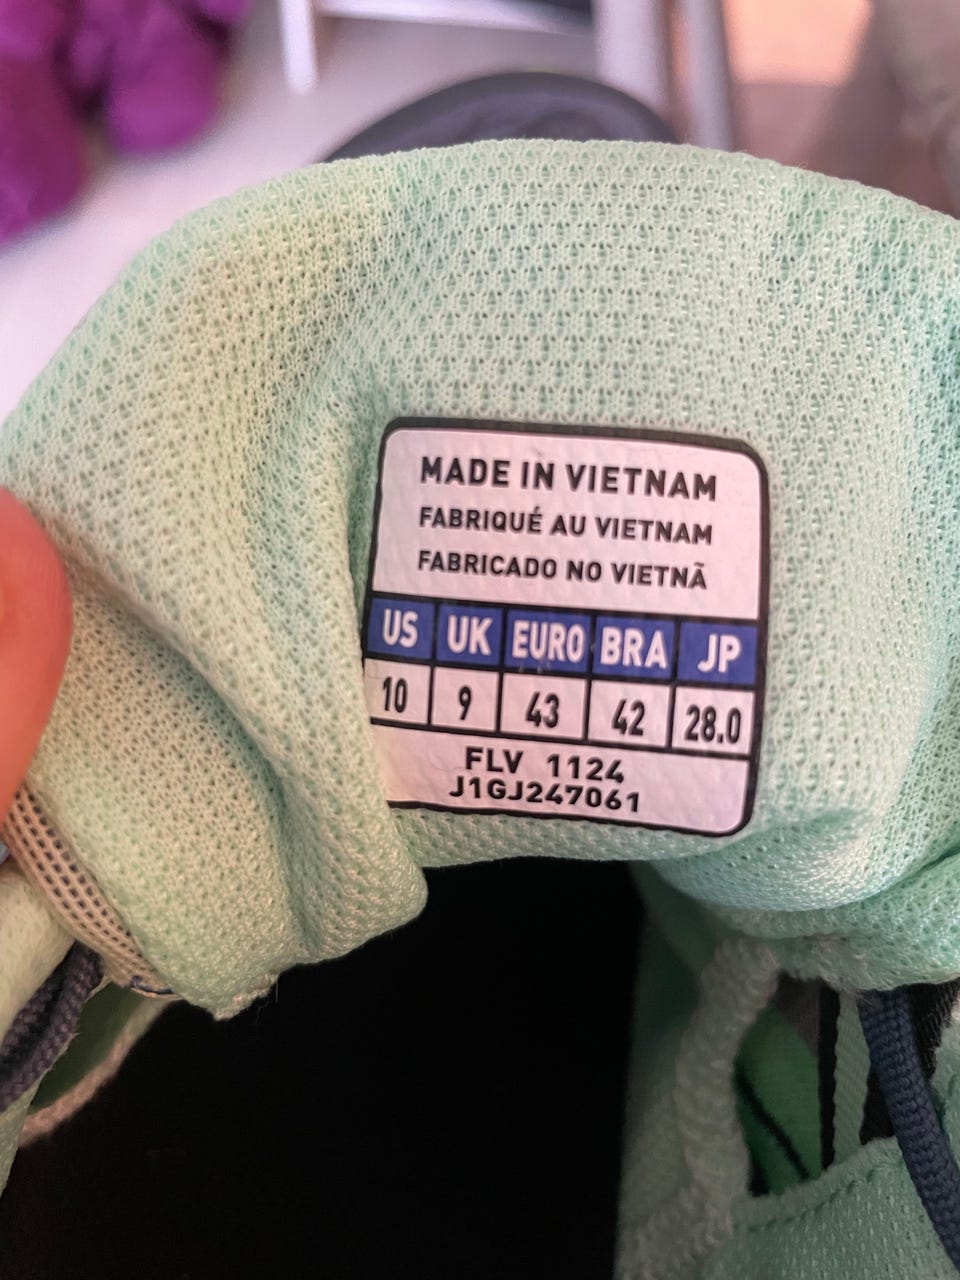 MADE IN VIETNAM
FABRIQUÉ AU VIETNAM
FABRICADO NO VIETNÃ
US UK EURO BRA JP
10 9 43 42 28.0
FLV 1124
J1GJ247061